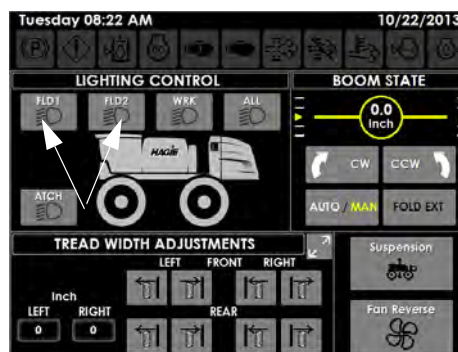 Tuesday 08:22 AM 10/22/2013
LIGHTING CONTROL
FLD1 FLD2 WRK ALL
HAGIE
ATCH
BOOM STATE
0.0
Inch
CW CCW
AUTO / MAN FOLD EXT
TREAD WIDTH ADJUSTMENTS
LEFT FRONT RIGHT
Inch
LEFT RIGHT
0 0
REAR
Suspension
Fan Reverse